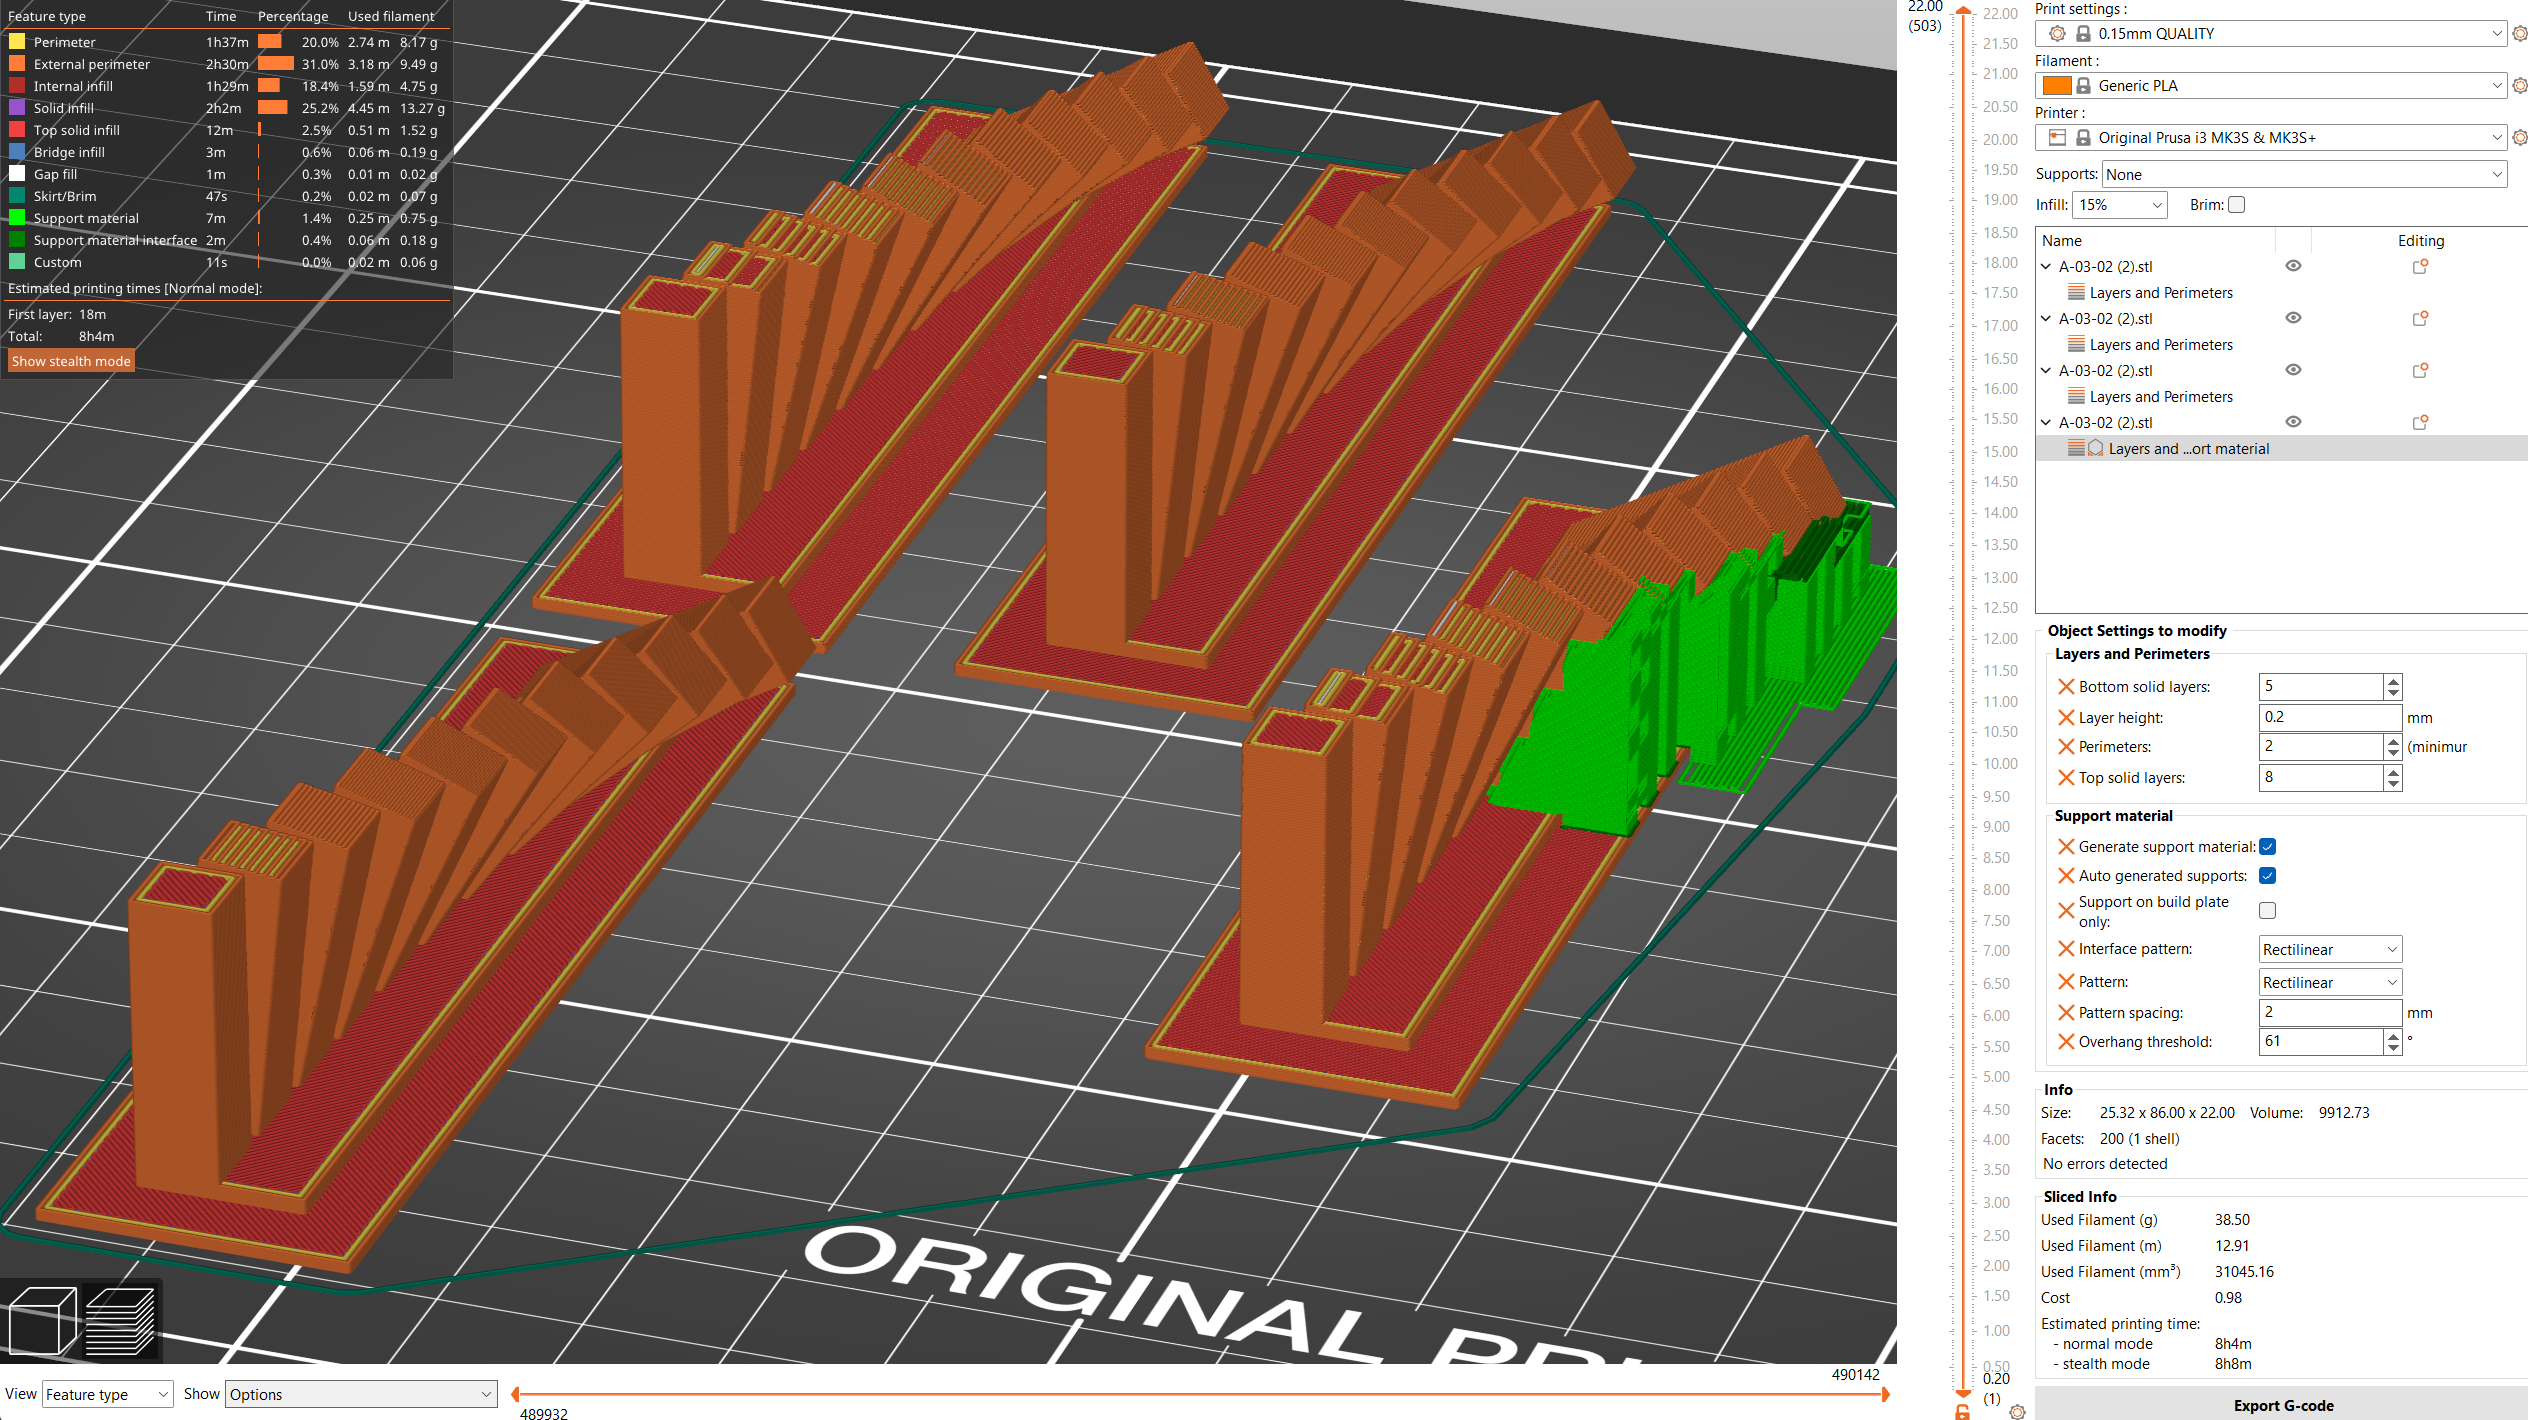 Feature type Time Percentage Used filament
Perimeter 1h37m 20.0% 2.74 m 8.17 g
External perimeter 2h30m 31.0% 3.18 m 9.49 g
Internal infill 1h29m 18.4% 1.59 m 4.75 g
Solid infill 2h2m 25.2% 4.45 m 13.27 g
Top solid infill 12m 2.5% 0.51 m 1.52 g
Bridge infill 3m 0.6% 0.06 m 0.19 g
Gap fill 1m 0.3% 0.01 m 0.02 g
Skirt/Brim 47s 0.2% 0.02 m 0.07 g
Support material 7m 1.4% 0.25 m 0.75 g
Support material interface 2m 0.4% 0.06 m 0.18 g
Custom 11s 0.0% 0.02 m 0.06 g
Estimated printing times [Normal mode]:
First layer: 18m
Total: 8h4m
Show stealth mode
ORIGINAL
View Feature type Show Options
490142
489932
22.00
(503)
22.00
21.50
21.00
20.50
20.00
19.50
19.00
18.50
18.00
17.50
17.00
16.50
16.00
15.50
15.00
14.50
14.00
13.50
13.00
12.50
12.00
11.50
11.00
10.50
10.00
9.50
9.00
8.50
8.00
7.50
7.00
6.50
6.00
5.50
5.00
4.50
4.00
3.50
3.00
2.50
2.00
1.50
1.00
0.50
0.20
(1)
Print settings :
0.15mm QUALITY
Filament :
Generic PLA
Printer :
Original Prusa i3 MK3S & MK3S+
Supports: None
Infill: 15% Brim:
Name Editing
A-03-02 (2).stl
Layers and Perimeters
A-03-02 (2).stl
Layers and Perimeters
A-03-02 (2).stl
Layers and Perimeters
A-03-02 (2).stl
Layers and ...ort material
Object Settings to modify
Layers and Perimeters
Bottom solid layers: 5
Layer height: 0.2 mm
Perimeters: 2 (minimur
Top solid layers: 8
Support material
Generate support material:
Auto generated supports:
Support on build plate
only:
Interface pattern: Rectilinear
Pattern: Rectilinear
Pattern spacing: 2 mm
Overhang threshold: 61 °
Info
Size: 25.32 x 86.00 x 22.00 Volume: 9912.73
Facets: 200 (1 shell)
No errors detected
Sliced Info
Used Filament (g) 38.50
Used Filament (m) 12.91
Used Filament (mm³) 31045.16
Cost 0.98
Estimated printing time:
- normal mode 8h4m
- stealth mode 8h8m
Export G-code